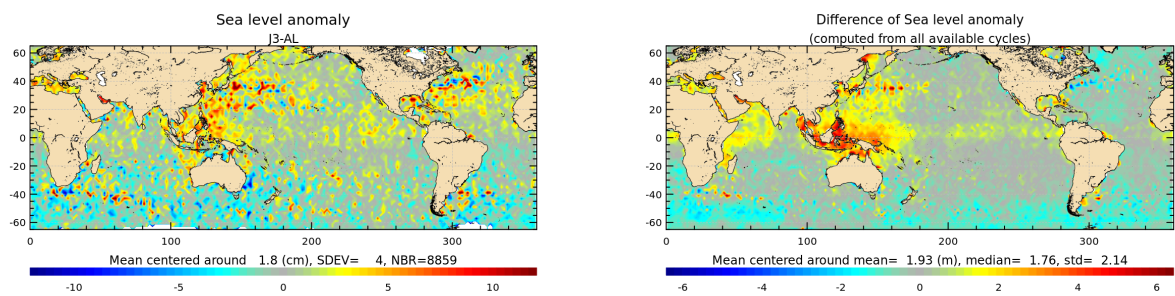 Sea level anomaly
J3-AL
60
40
20
0
-20
-40
-60
0 100 200 300
Mean centered around 1.8 (cm), SDEV= 4, NBR=8859
-10 -5 0 5 10
Difference of Sea level anomaly
(computed from all available cycles)
60
40
20
0
-20
-40
-60
0 100 200 300
Mean centered around mean= 1.93 (m), median= 1.76, std= 2.14
-6 -4 -2 0 2 4 6